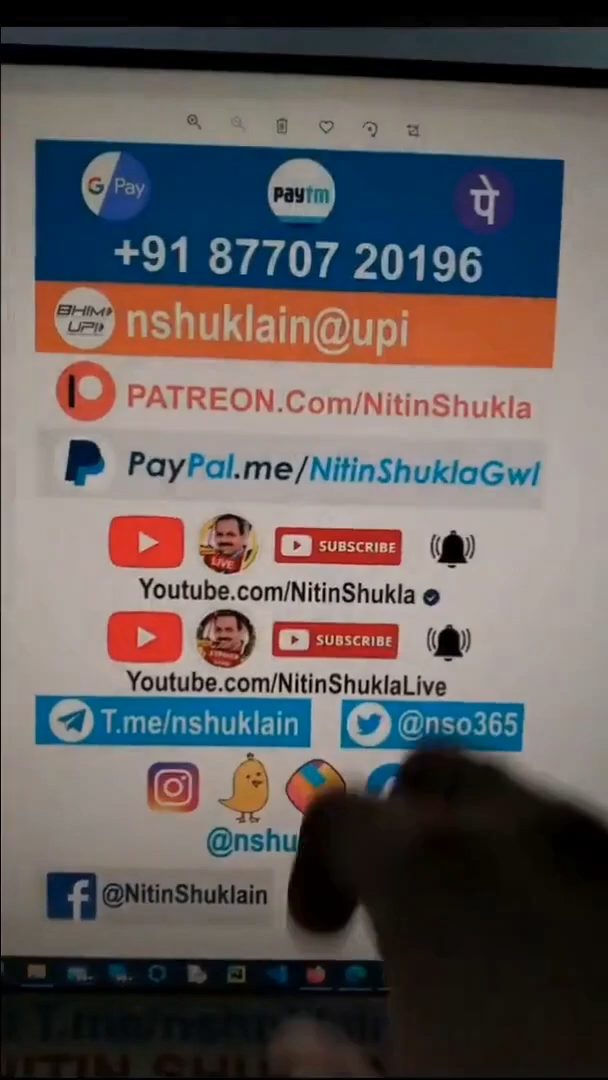 G Pay
paytm
पे
+91 87707 20196
BHIM
UPI
nshuklain@upi
PATREON.Com/NitinShukla
PayPal.me/NitinShuklaGwl
LIVE
SUBSCRIBE
Youtube.com/NitinShukla
SUBSCRIBE
Youtube.com/NitinShuklaLive
T.me/nshuklain
@nso365
@nshu
@NitinShuklain